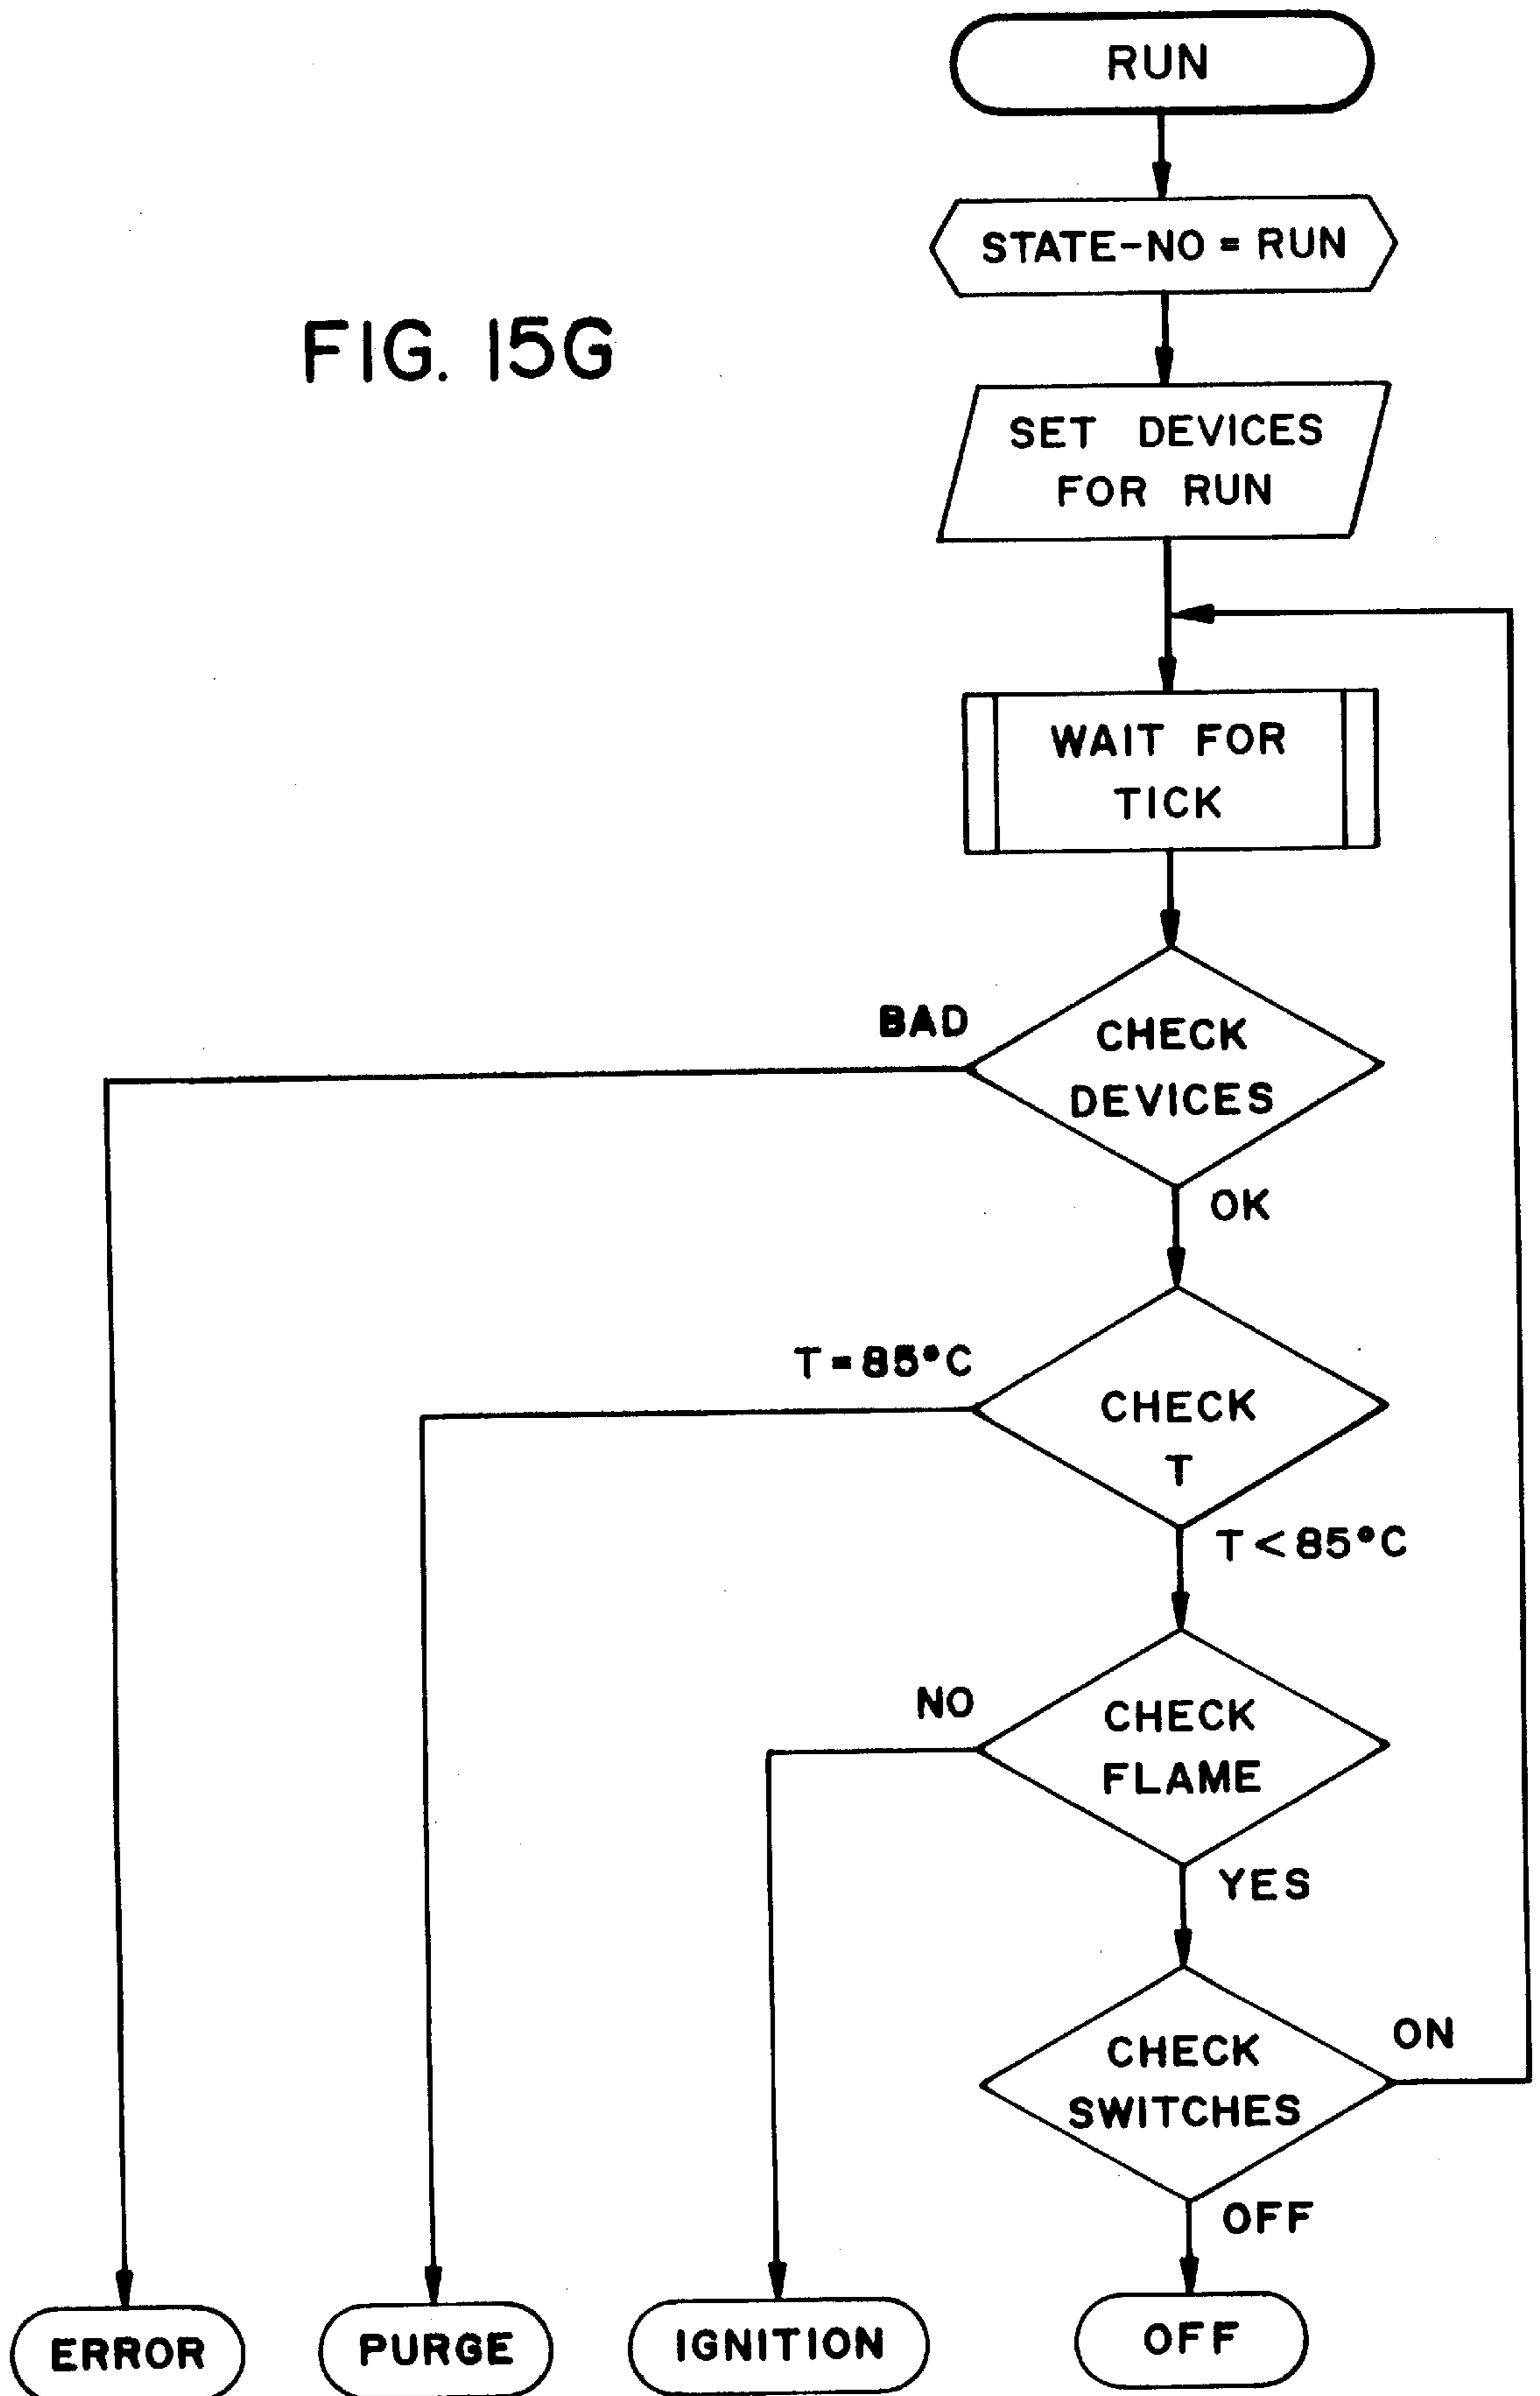 RUN
STATE-NO = RUN
FIG. 15G
SET DEVICES
FOR RUN
WAIT FOR
TICK
BAD
CHECK
DEVICES
OK
T=85°C
CHECK
T
T<85°C
NO
CHECK
FLAME
YES
ON
CHECK
SWITCHES
OFF
ERROR
PURGE
IGNITION
OFF